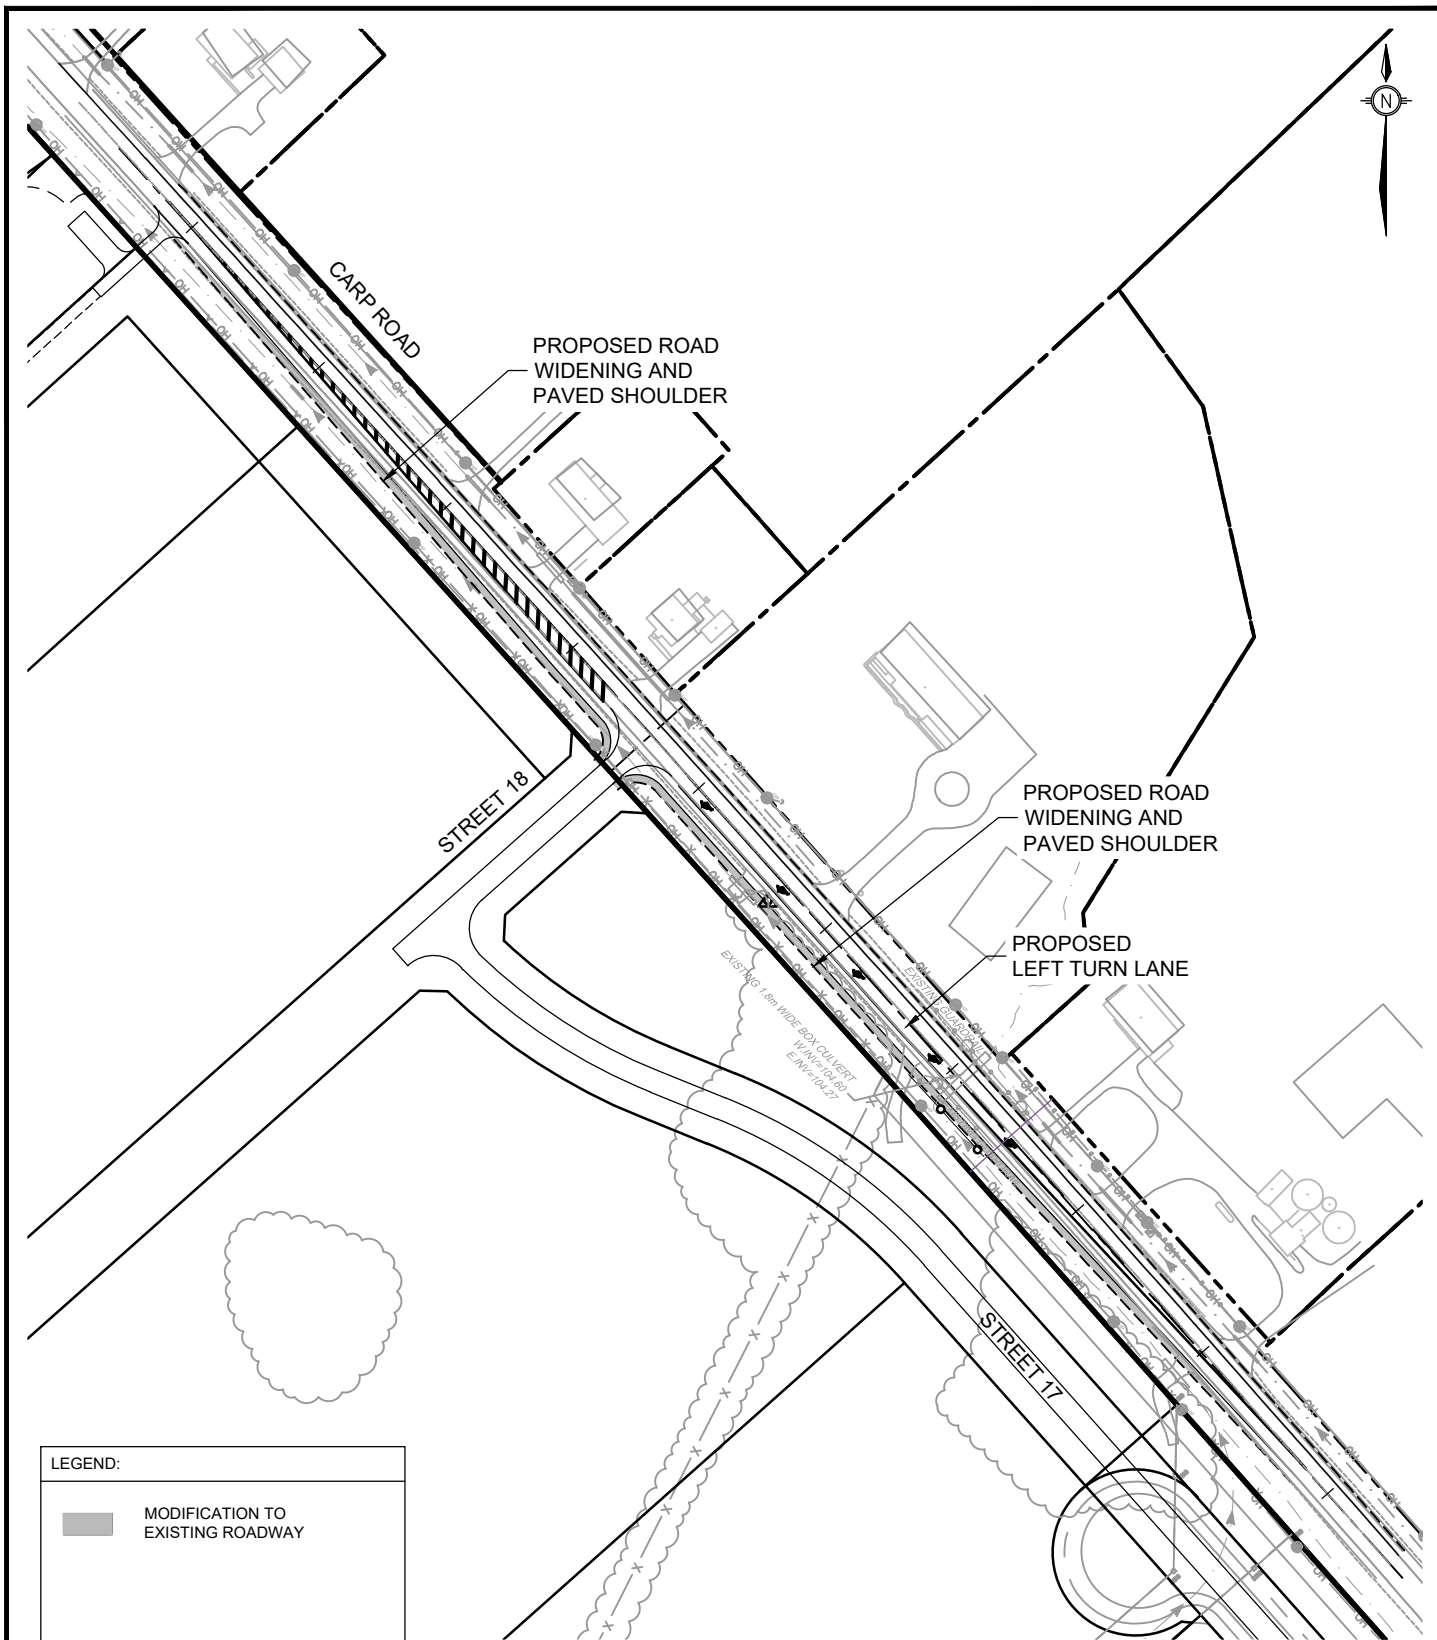 N
CARP ROAD
PROPOSED ROAD
WIDENING AND
PAVED SHOULDER
STREET 18
PROPOSED ROAD
WIDENING AND
PAVED SHOULDER
PROPOSED
LEFT TURN LANE
EXISTING GUARDRAIL
EXISTING 1.8m WIDE BOX CULVERT
W.INV=104.60
E.INV=104.27
STREET 17
LEGEND:
MODIFICATION TO
EXISTING ROADWAY